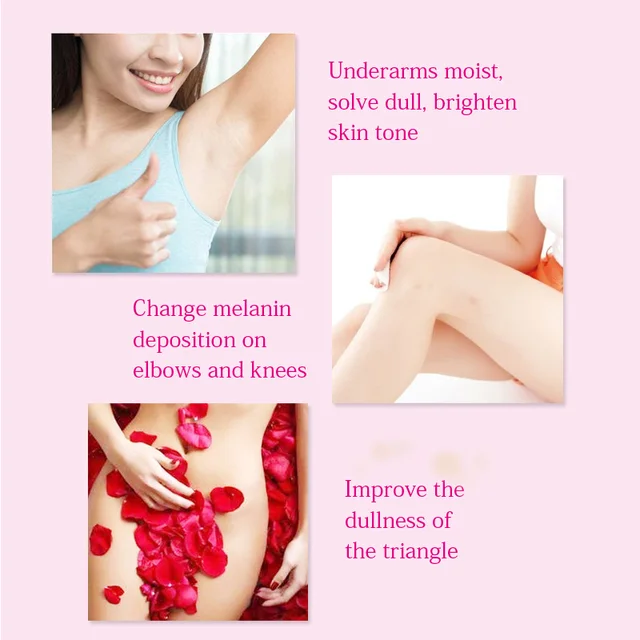 Underarms moist,
solve dull, brighten
skin tone
Change melanin
deposition on
elbows and knees
Improve the
dullness of
the triangle